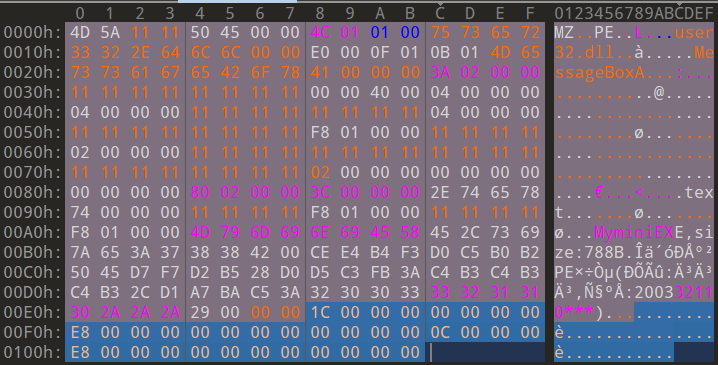 0 1 2 3 4 5 6 7 8 9 A B C D E F 0123456789ABCDEF
0000h: 4D 5A 11 11 50 45 00 00 4C 01 01 00 75 73 65 72 MZ..PE..L...user
0010h: 33 32 2E 64 6C 6C 00 00 E0 00 0F 01 0B 01 4D 65 32.dll..à.....Me
0020h: 73 73 61 67 65 42 6F 78 41 00 00 00 3A 02 00 00 ssageBoxA...:...
0030h: 11 11 11 11 11 11 11 11 00 00 40 00 04 00 00 00 ..........@.....
0040h: 04 00 00 00 11 11 11 11 11 11 11 11 04 00 00 00 ................
0050h: 11 11 11 11 11 11 11 11 F8 01 00 00 11 11 11 11 ........ø.......
0060h: 02 00 00 00 11 11 11 11 11 11 11 11 11 11 11 11 ................
0070h: 11 11 11 11 11 11 11 11 02 00 00 00 00 00 00 00 ................
0080h: 00 00 00 00 80 02 00 00 3C 00 00 00 2E 74 65 78 ....€...<....tex
0090h: 74 00 00 00 11 11 11 11 F8 01 00 00 11 11 11 11 t.......ø.......
00A0h: F8 01 00 00 4D 79 6D 69 6E 69 45 58 45 2C 73 69 ø...MyminiEXE,si
00B0h: 7A 65 3A 37 38 38 42 00 CE E4 B4 F3 D0 C5 B0 B2 ze:788B.Îä´óÐÅ°²
00C0h: 50 45 D7 F7 D2 B5 28 D0 D5 C3 FB 3A C4 B3 C4 B3 PE×÷Òµ(ÐÕÃû:Ä³Ä³
00D0h: C4 B3 2C D1 A7 BA C5 3A 32 30 30 33 33 32 31 31 Ä³,Ñ§ºÅ:20033211
00E0h: 30 2A 2A 2A 29 00 00 00 1C 00 00 00 00 00 00 00 0***)...........
00F0h: E8 00 00 00 00 00 00 00 00 00 00 00 0C 00 00 00 è...............
0100h: E8 00 00 00 00 00 00 00 00 00 00 00 è...........